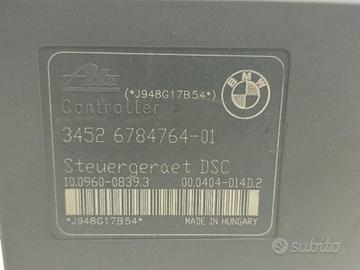 Ate
(*J948G17B54*)
BMW
Controller
3452 6784764-01
Steuergeraet DSC
10.0960-0839.3 00.0404-014D.2
*J948G17B54*
MADE IN HUNGARY
subito